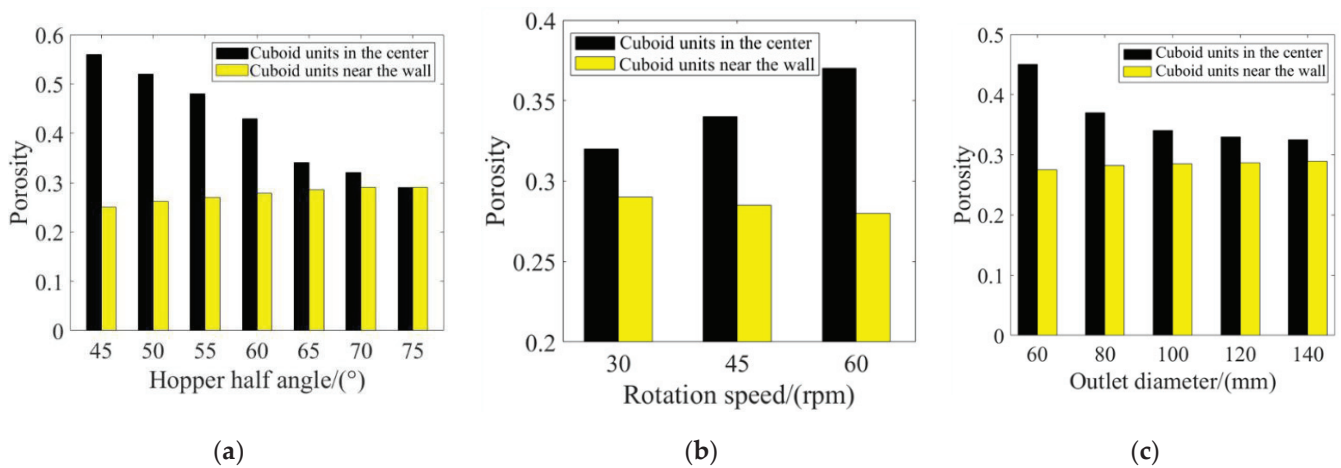 0.6
0.5
0.4
0.3
0.2
0.1
0
Porosity
Cuboid units in the center
Cuboid units near the wall
45 50 55 60 65 70 75
Hopper half angle/(°)
(a)
0.4
0.35
0.3
0.25
0.2
Porosity
Cuboid units in the center
Cuboid units near the wall
30 45 60
Rotation speed/(rpm)
(b)
0.5
0.4
0.3
0.2
0.1
0
Porosity
Cuboid units in the center
Cuboid units near the wall
60 80 100 120 140
Outlet diameter/(mm)
(c)